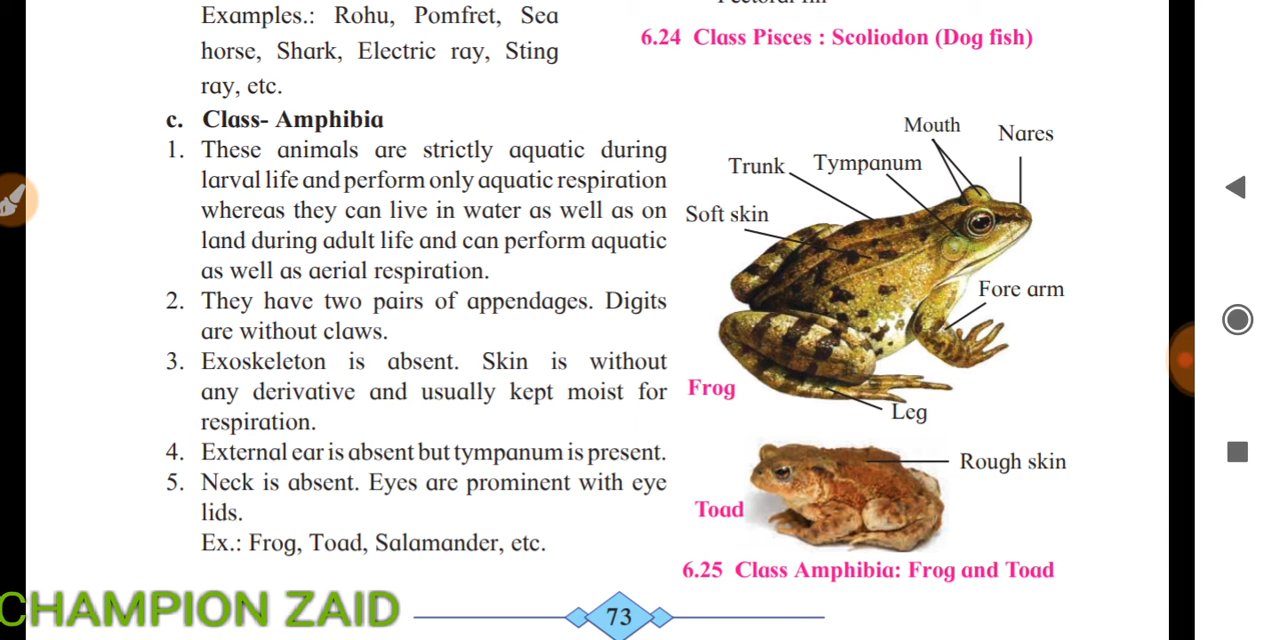 Examples.: Rohu, Pomfret, Sea
horse, Shark, Electric ray, Sting
ray, etc.
6.24 Class Pisces : Scoliodon (Dog fish)
c. Class- Amphibia
1. These animals are strictly aquatic during
larval life and perform only aquatic respiration
whereas they can live in water as well as on
land during adult life and can perform aquatic
as well as aerial respiration.
2. They have two pairs of appendages. Digits
are without claws.
3. Exoskeleton is absent. Skin is without
any derivative and usually kept moist for
respiration.
4. External ear is absent but tympanum is present.
5. Neck is absent. Eyes are prominent with eye
lids.
Ex.: Frog, Toad, Salamander, etc.
Mouth
Nares
Trunk
Tympanum
Soft skin
Fore arm
Frog
Leg
Rough skin
Toad
6.25 Class Amphibia: Frog and Toad
CHAMPION ZAID
73